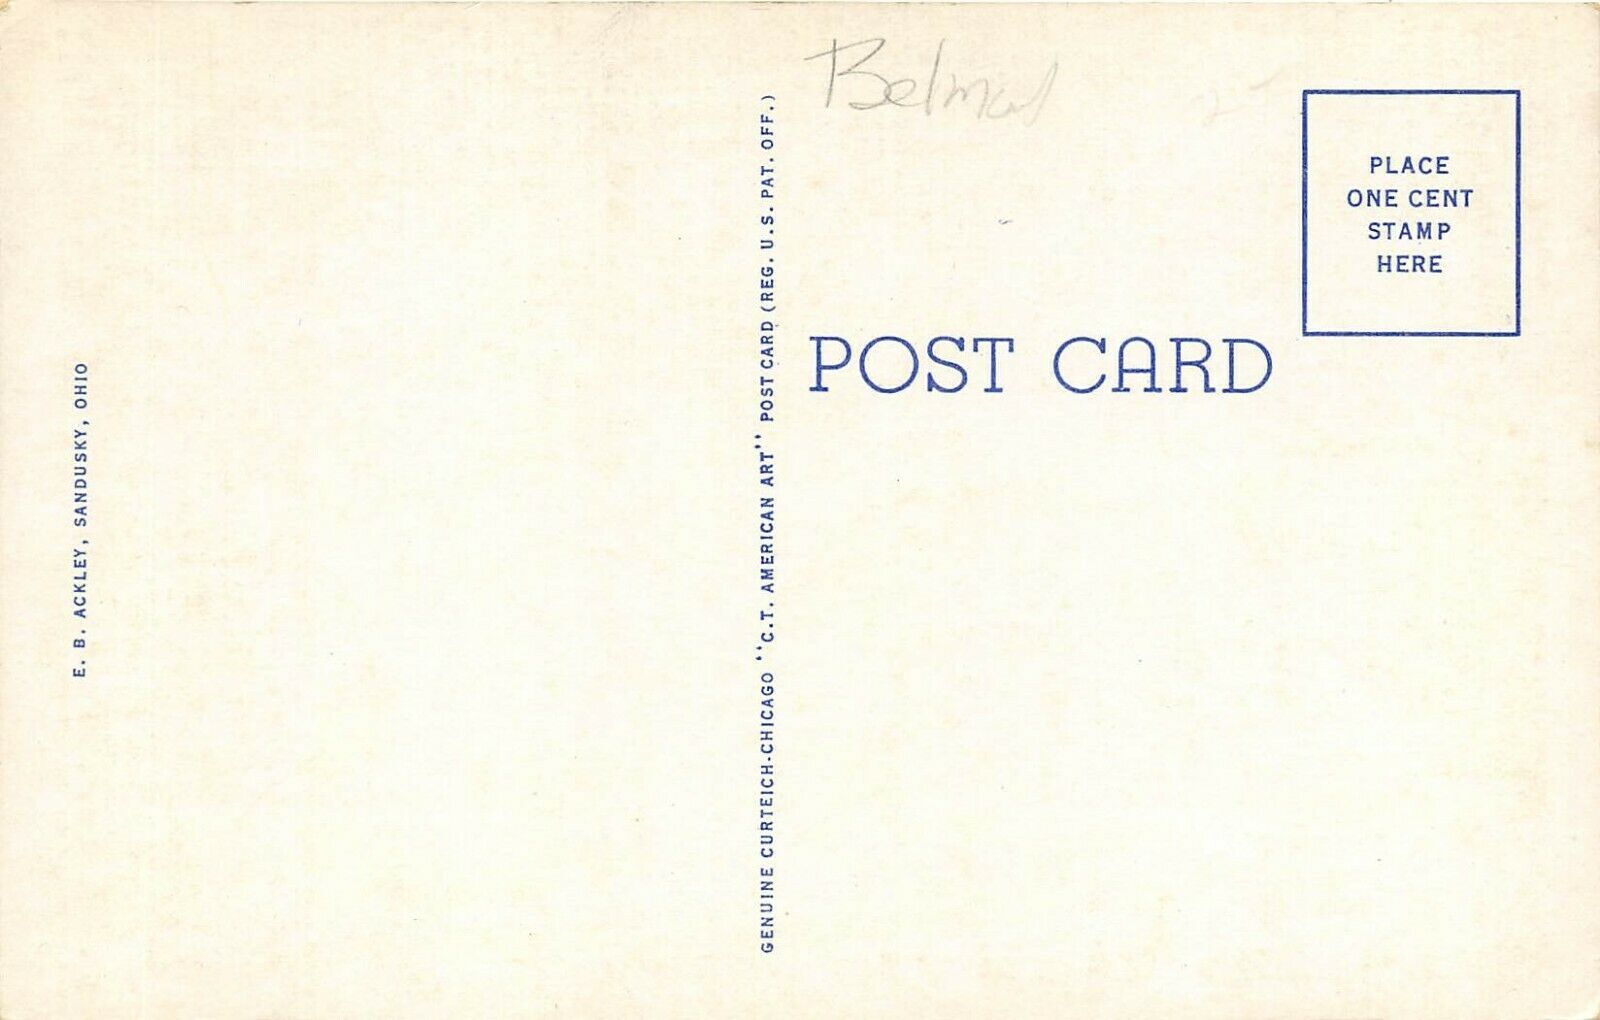 E. B. ACKLEY, SANDUSKY, OHIO
GENUINE CURTEICH-CHICAGO "C.T. AMERICAN ART" POST CARD (REG. U.S. PAT. OFF.)
PLACE
ONE CENT
STAMP
HERE
POST CARD